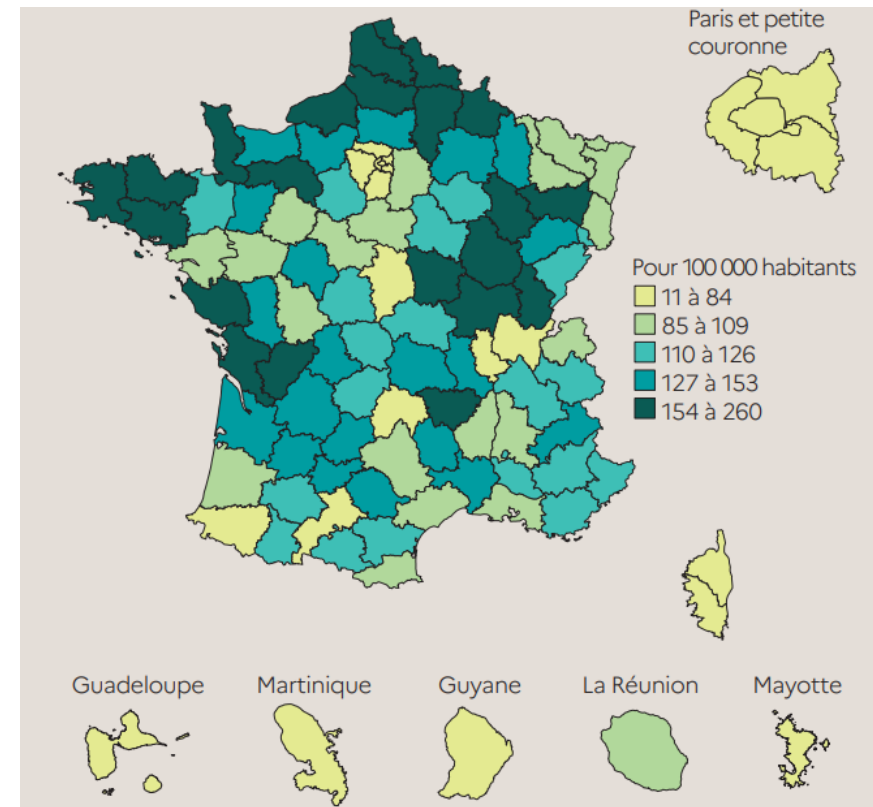 Paris et petite
couronne
Pour 100 000 habitants
11 à 84
85 à 109
110 à 126
127 à 153
154 à 260
Guadeloupe
Martinique
Guyane
La Réunion
Mayotte